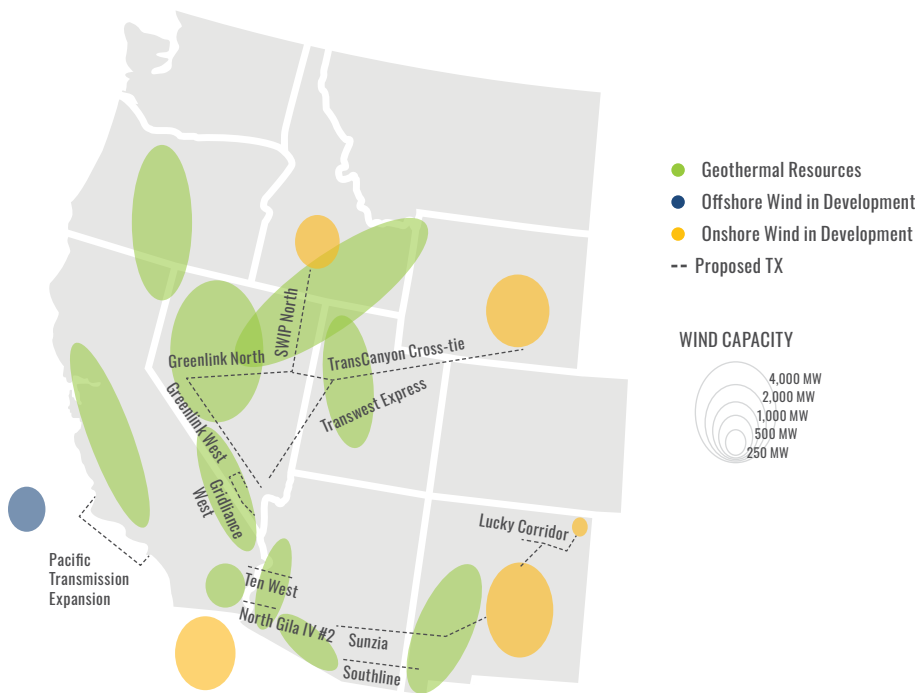 Geothermal Resources
Offshore Wind in Development
Onshore Wind in Development
-- Proposed TX
WIND CAPACITY
4,000 MW
2,000 MW
1,000 MW
500 MW
250 MW
SWIP North
Greenlink North
TransCanyon Cross-tie
Transwest Express
Greenlink West
Gridliance
West
Lucky Corridor
Pacific
Transmission
Expansion
Ten West
North Gila IV #2
Sunzia
Southline